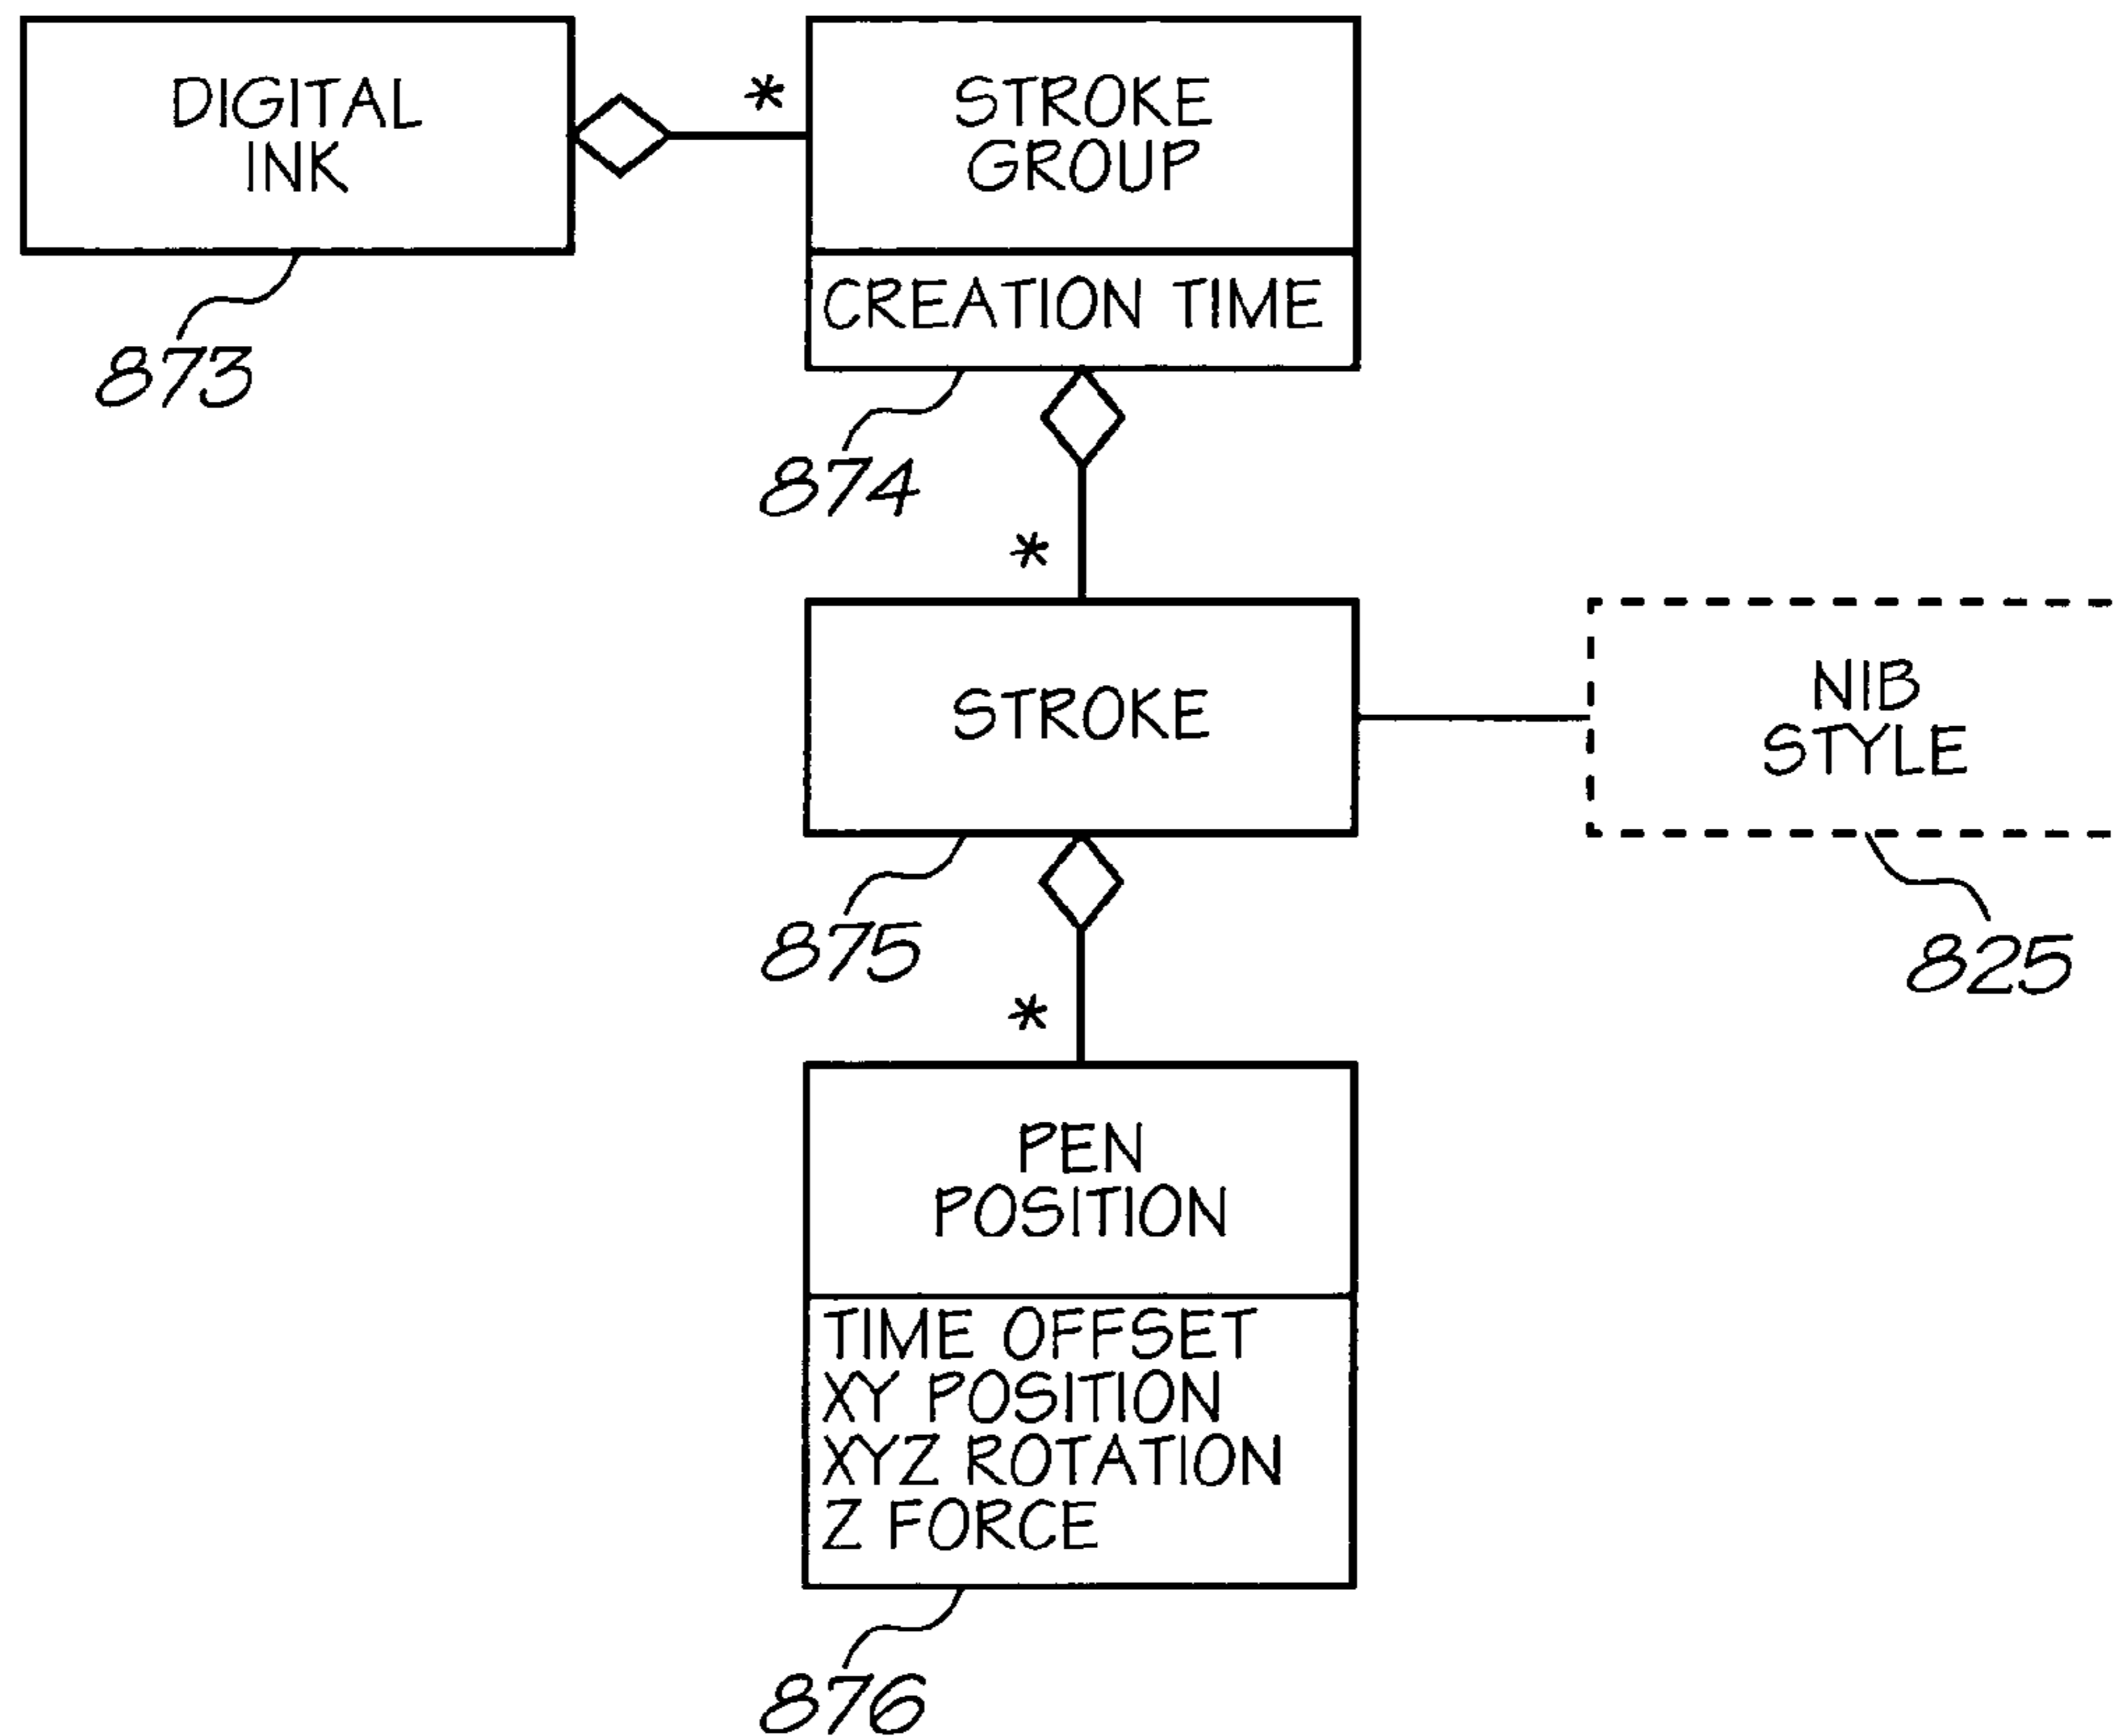 DIGITAL
INK
*
STROKE
GROUP
CREATION TIME
873
874
*
STROKE
NIB
STYLE
875
825
*
PEN
POSITION
TIME OFFSET
XY POSITION
XYZ ROTATION
Z FORCE
876